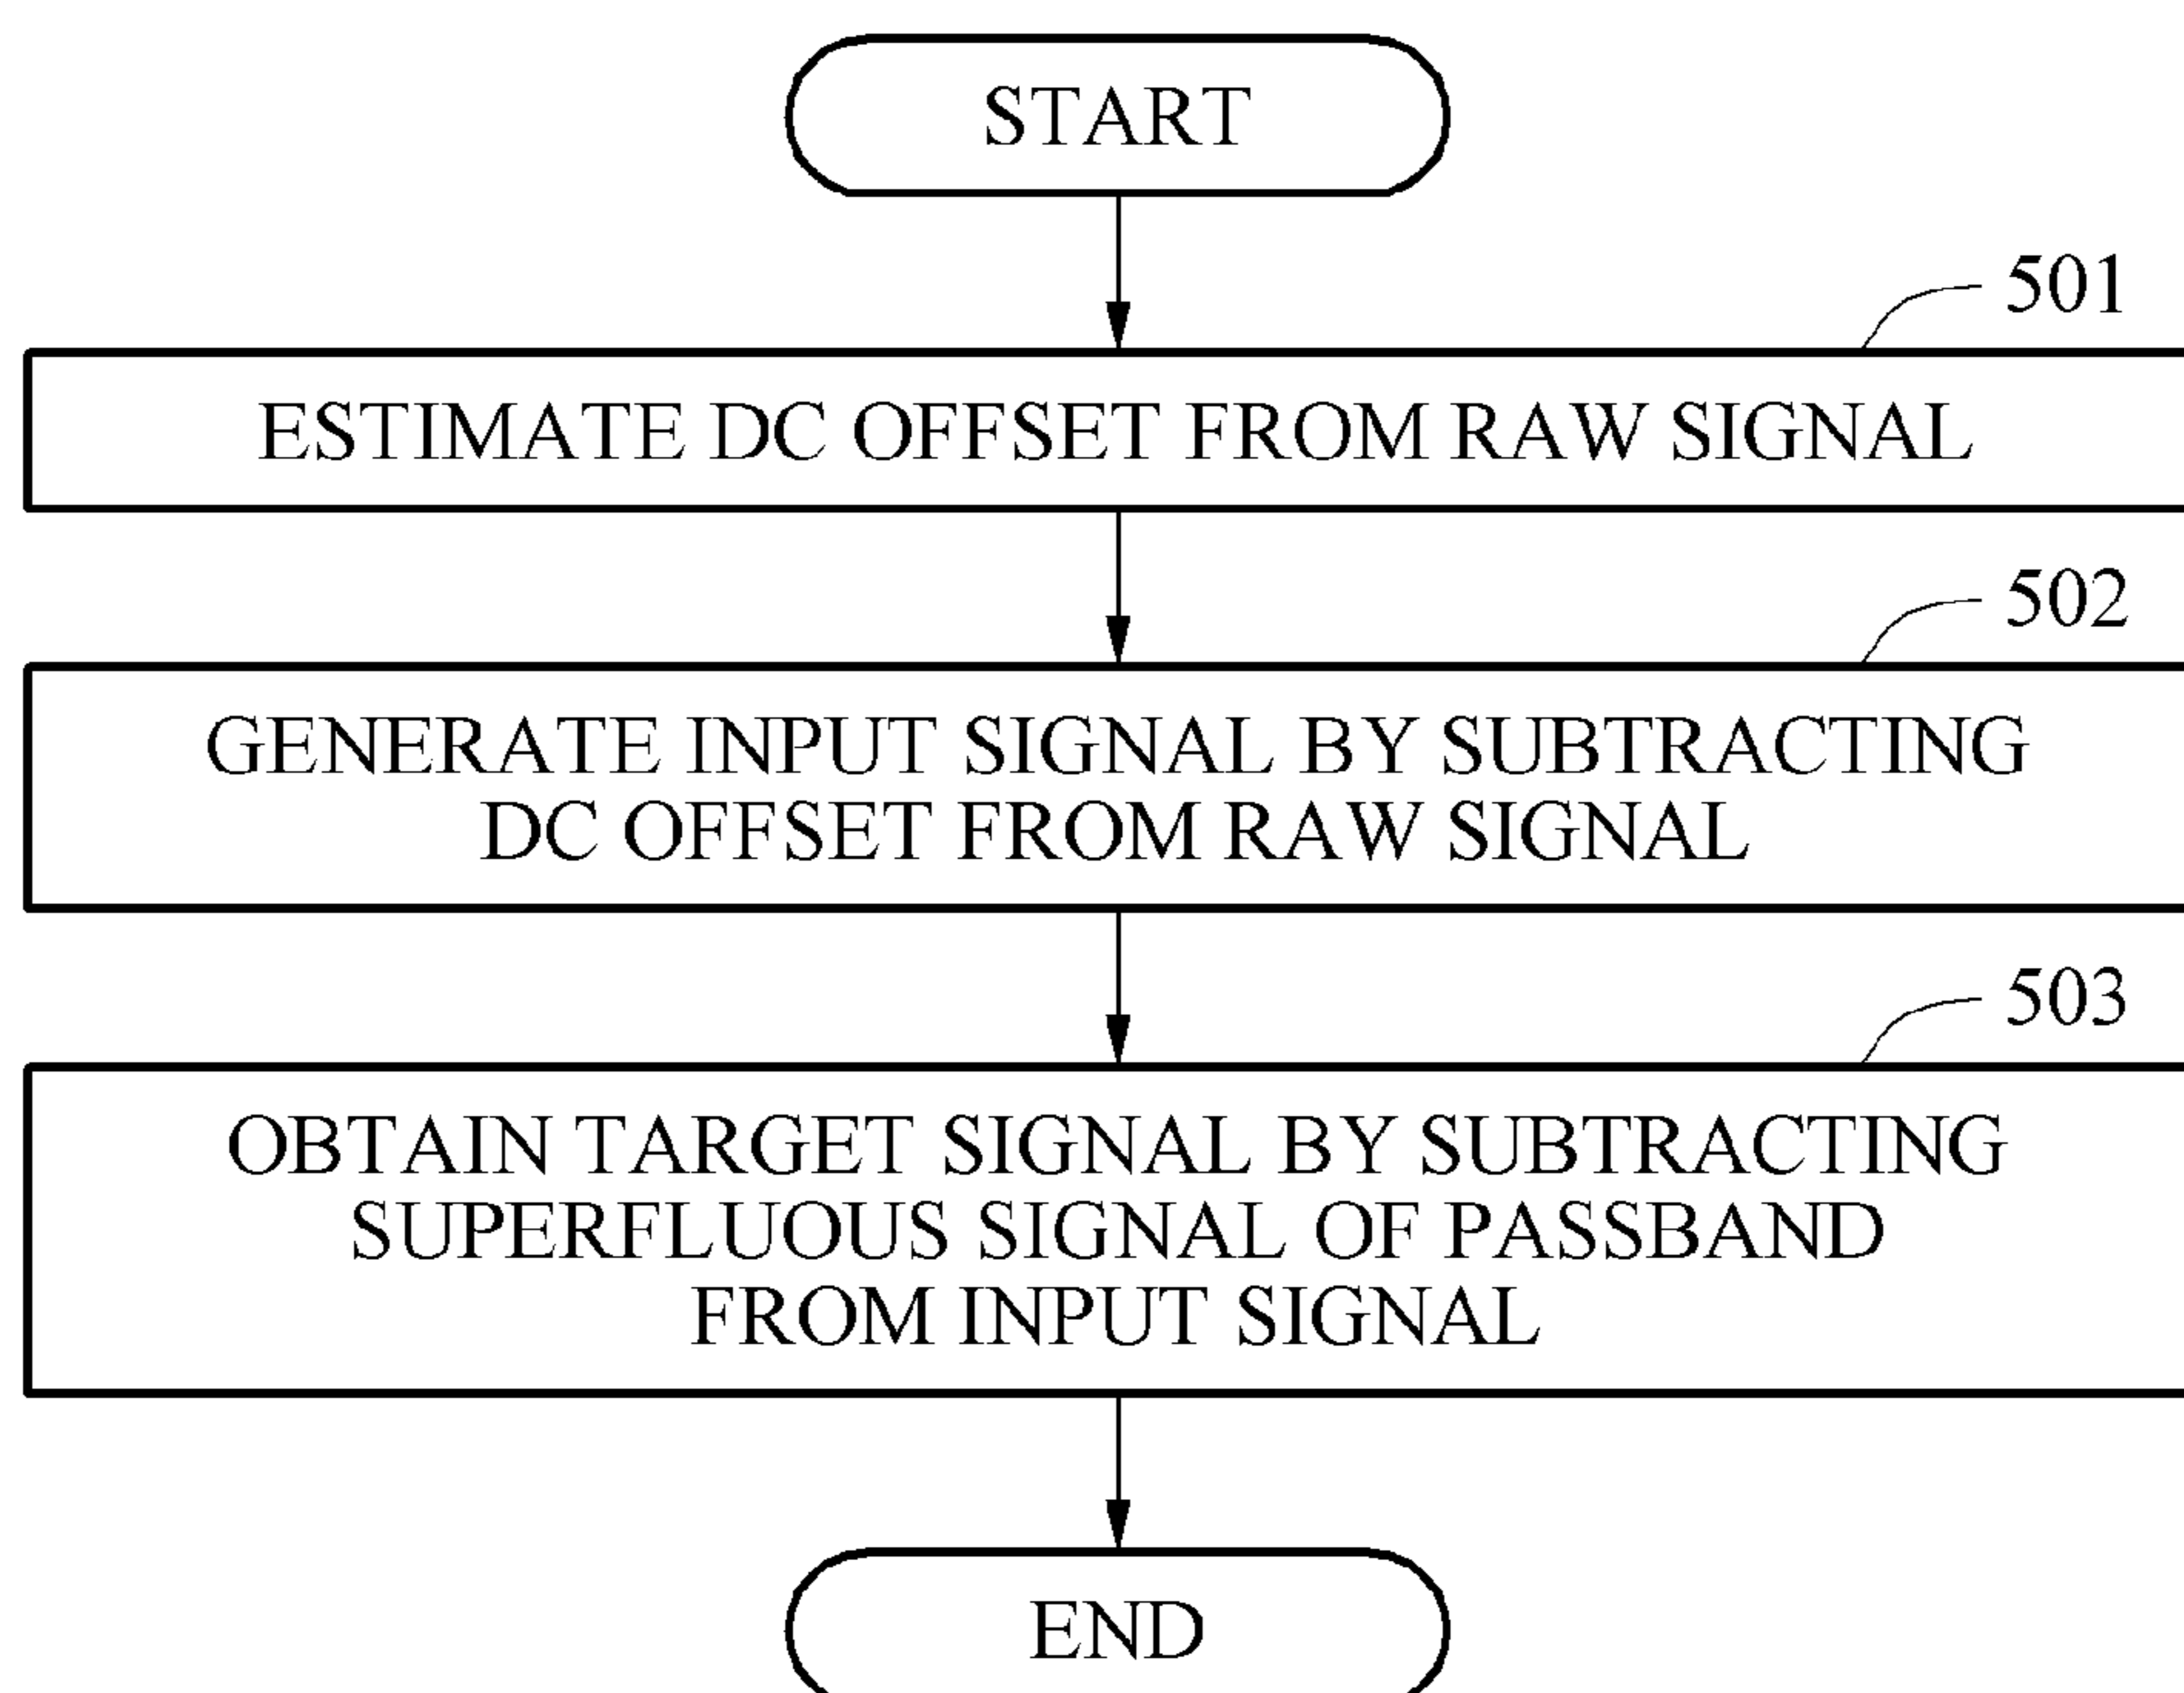 START
501
ESTIMATE DC OFFSET FROM RAW SIGNAL
502
GENERATE INPUT SIGNAL BY SUBTRACTING
DC OFFSET FROM RAW SIGNAL
503
OBTAIN TARGET SIGNAL BY SUBTRACTING
SUPERFLUOUS SIGNAL OF PASSBAND
FROM INPUT SIGNAL
END